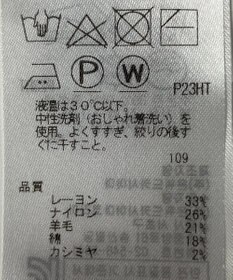 P W
P23HT
液温は30℃以下。
中性洗剤(おしゃれ着洗い)を
使用。よくすすぎ、絞りの後す
ぐに干すこと。
109
品質
レーヨン 33%
ナイロン 26%
羊毛 21%
綿 18%
カシミヤ 2%